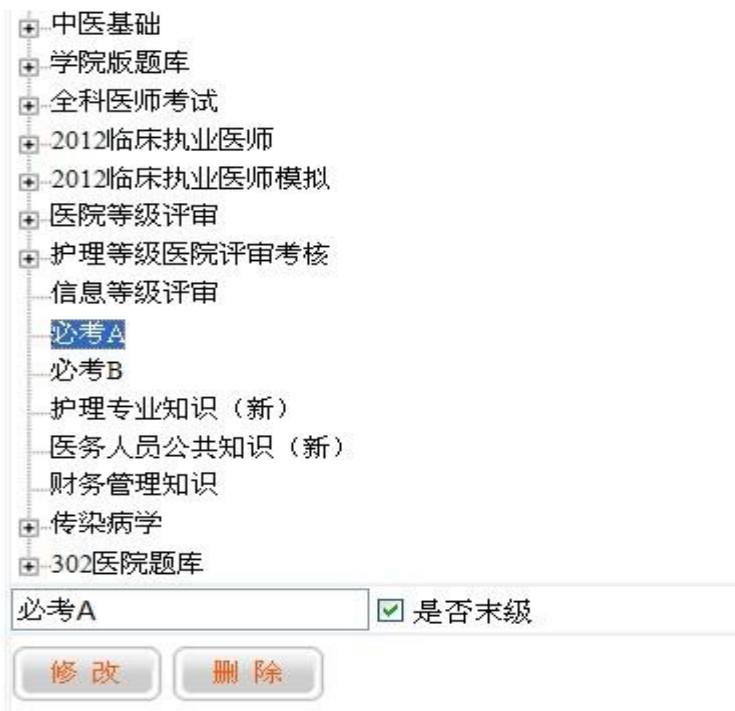 中医基础
学院版题库
全科医师考试
2012临床执业医师
2012临床执业医师模拟
医院等级评审
护理等级医院评审考核
信息等级评审
必考A
必考B
护理专业知识（新）
医务人员公共知识（新）
财务管理知识
传染病学
302医院题库
必考A 是否末级
修 改 删 除